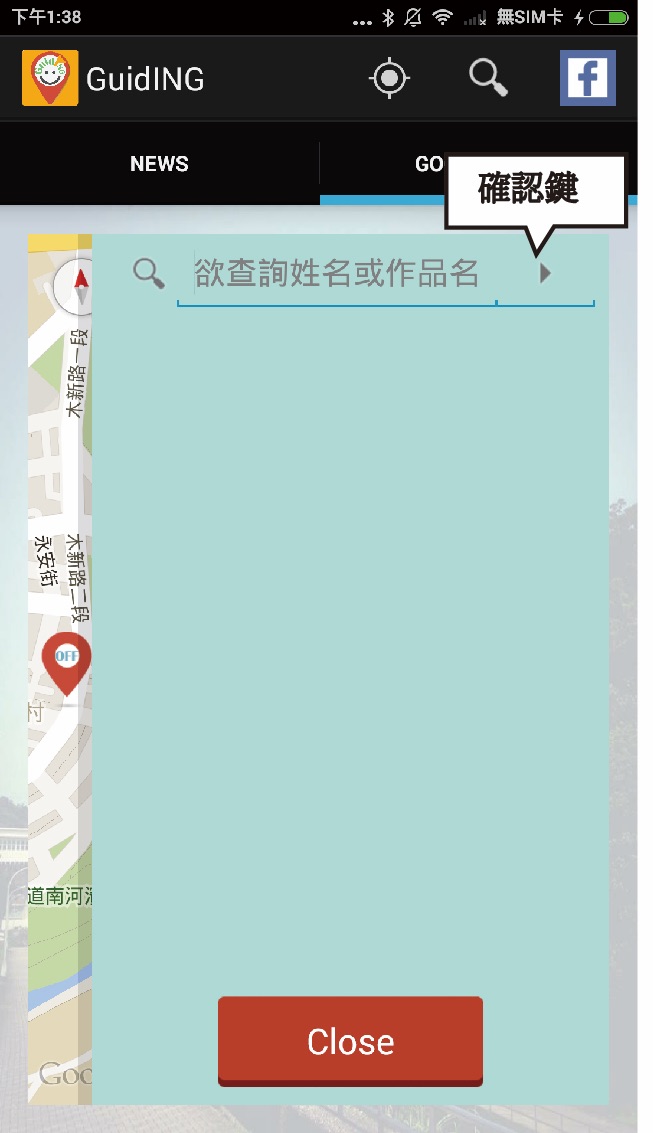 下午1:38
... 無SIM卡
GuidING
NEWS
GO
確認鍵
欲查詢姓名或作品名
木新路一段
永安街
木新路二段
OFF
村
道南河
Goo
Close